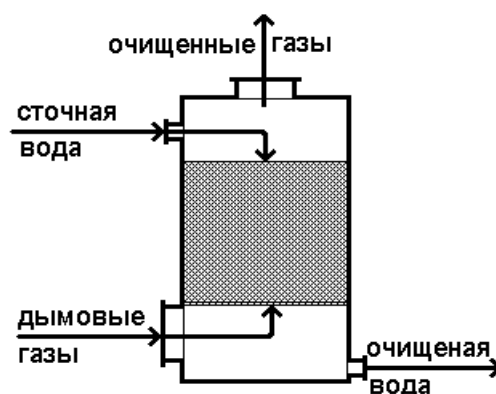 очищенные газы
сточная
вода
дымовые
газы
очищеная
вода